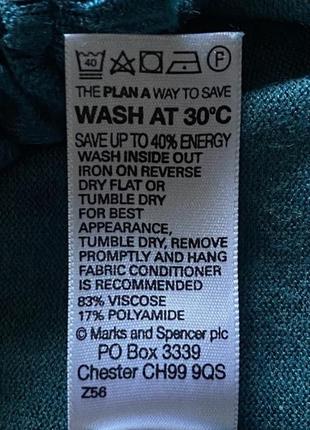 40 F
THE PLAN A WAY TO SAVE
WASH AT 30°C
SAVE UP TO 40% ENERGY
WASH INSIDE OUT
IRON ON REVERSE
DRY FLAT OR
TUMBLE DRY
FOR BEST
APPEARANCE,
TUMBLE DRY, REMOVE
PROMPTLY AND HANG
FABRIC CONDITIONER
IS RECOMMENDED.
83% VISCOSE
17% POLYAMIDE
© Marks and Spencer plc
PO Box 3339
Chester CH99 9QS
Z56